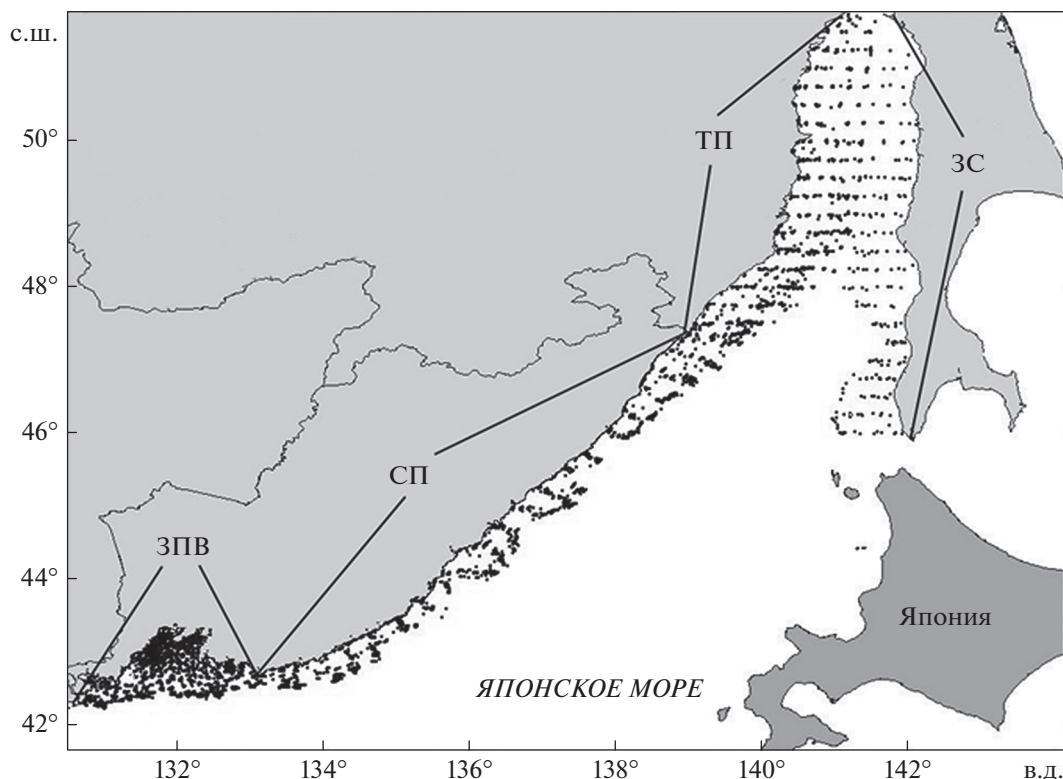 с.ш.
50°
ТП
ЗС
48°
46°
СП
ЗПВ
44°
Япония
ЯПОНСКОЕ МОРЕ
42°
132°
134°
136°
138°
140°
142°
в.д.